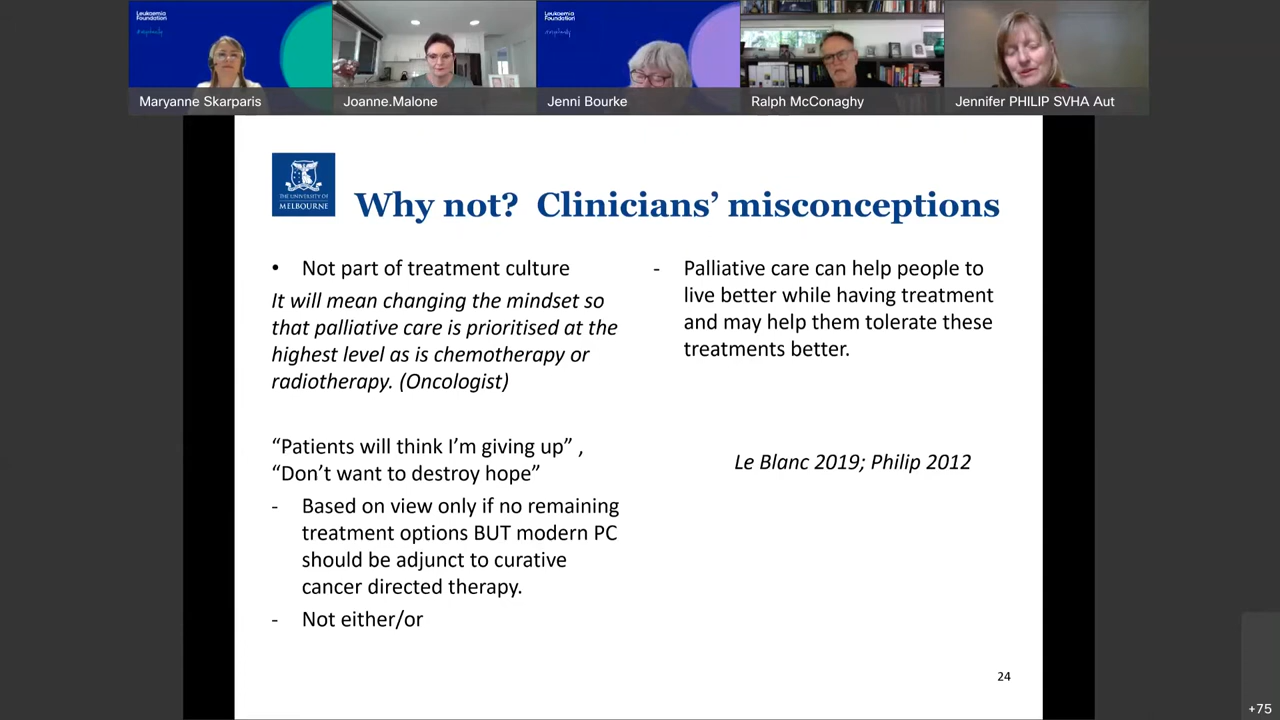 Leukaemia
Foundation
Leukaemia
Foundation
Maryanne Skarparis
Joanne.Malone
Jenni Bourke
Ralph McConaghy
Jennifer PHILIP SVHA Aut
THE UNIVERSITY OF
MELBOURNE
Why not? Clinicians’ misconceptions
• Not part of treatment culture
It will mean changing the mindset so
that palliative care is prioritised at the
highest level as is chemotherapy or
radiotherapy. (Oncologist)
“Patients will think I’m giving up” ,
“Don’t want to destroy hope”
- Based on view only if no remaining
treatment options BUT modern PC
should be adjunct to curative
cancer directed therapy.
- Not either/or
- Palliative care can help people to
live better while having treatment
and may help them tolerate these
treatments better.
Le Blanc 2019; Philip 2012
24
+75